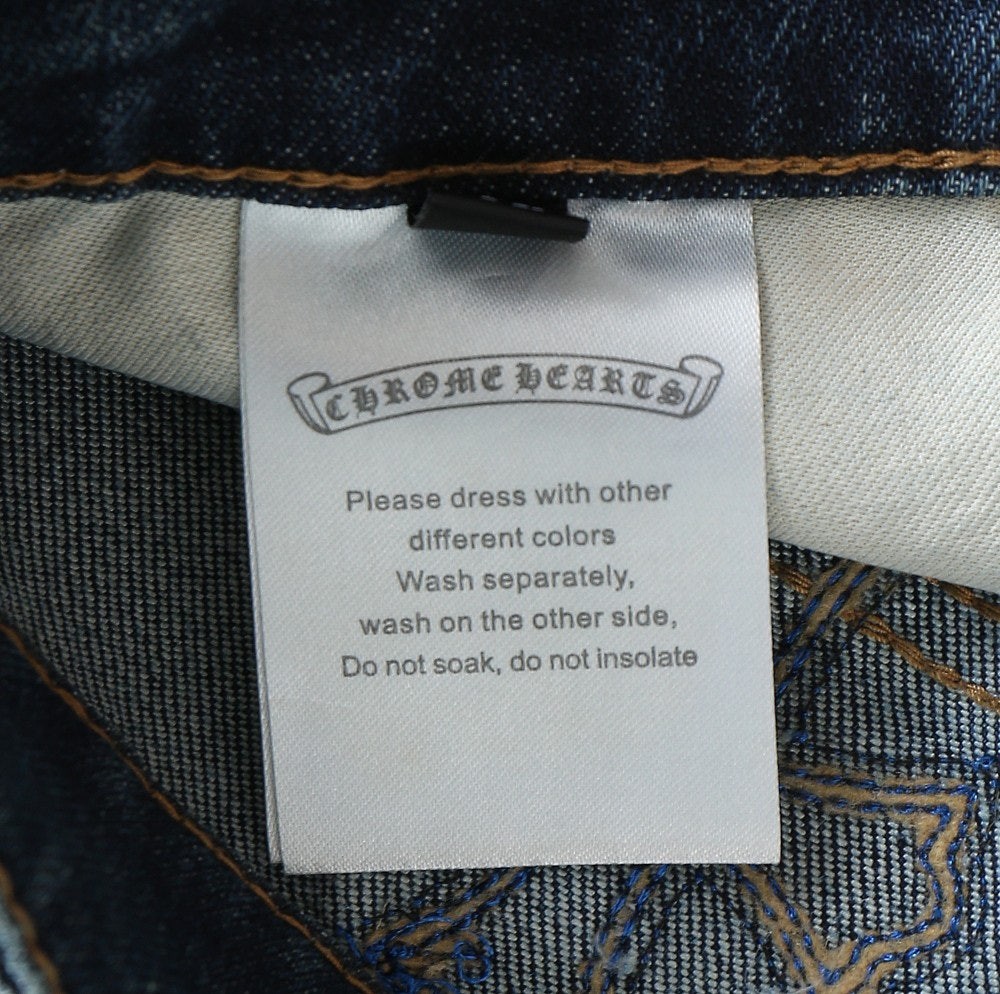 CHROME HEARTS
Please dress with other
different colors
Wash separately,
wash on the other side,
Do not soak, do not insolate